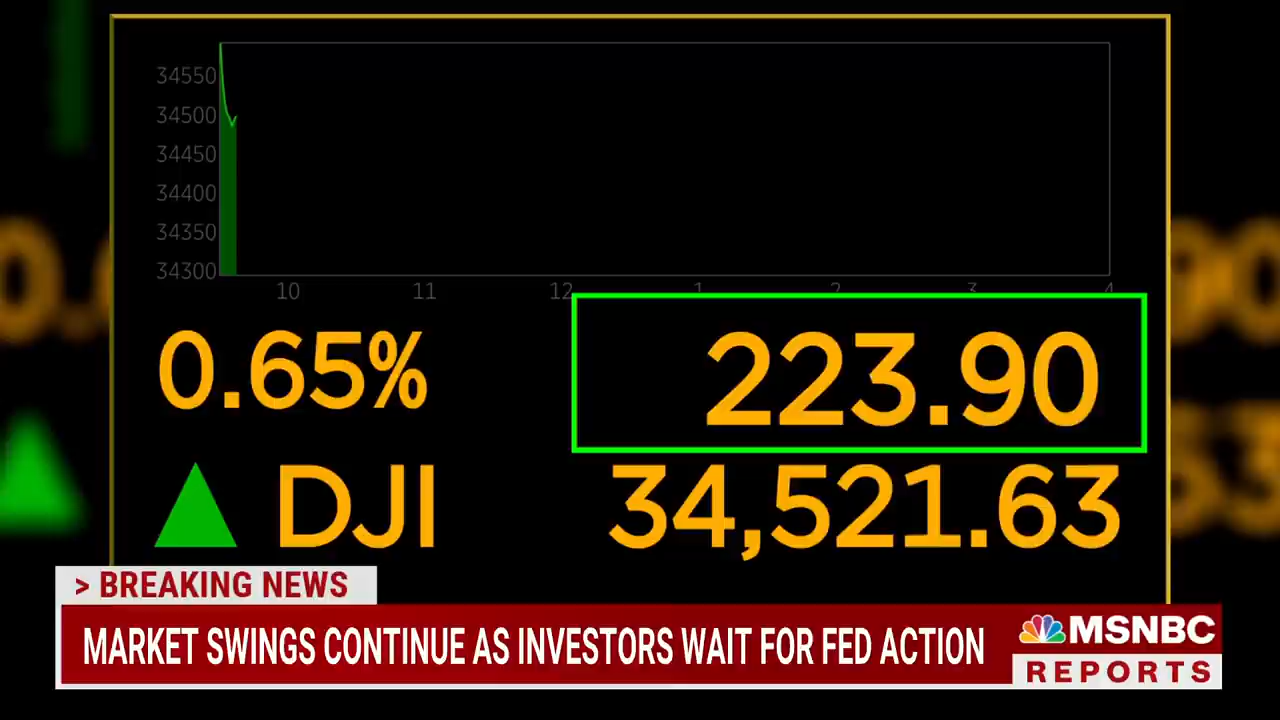 34550
34500
34450
34400
34350
34300
10 11 12 1 2 3 4
0.65% 223.90
DJI 34,521.63
> BREAKING NEWS
MARKET SWINGS CONTINUE AS INVESTORS WAIT FOR FED ACTION
MSNBC
REPORTS